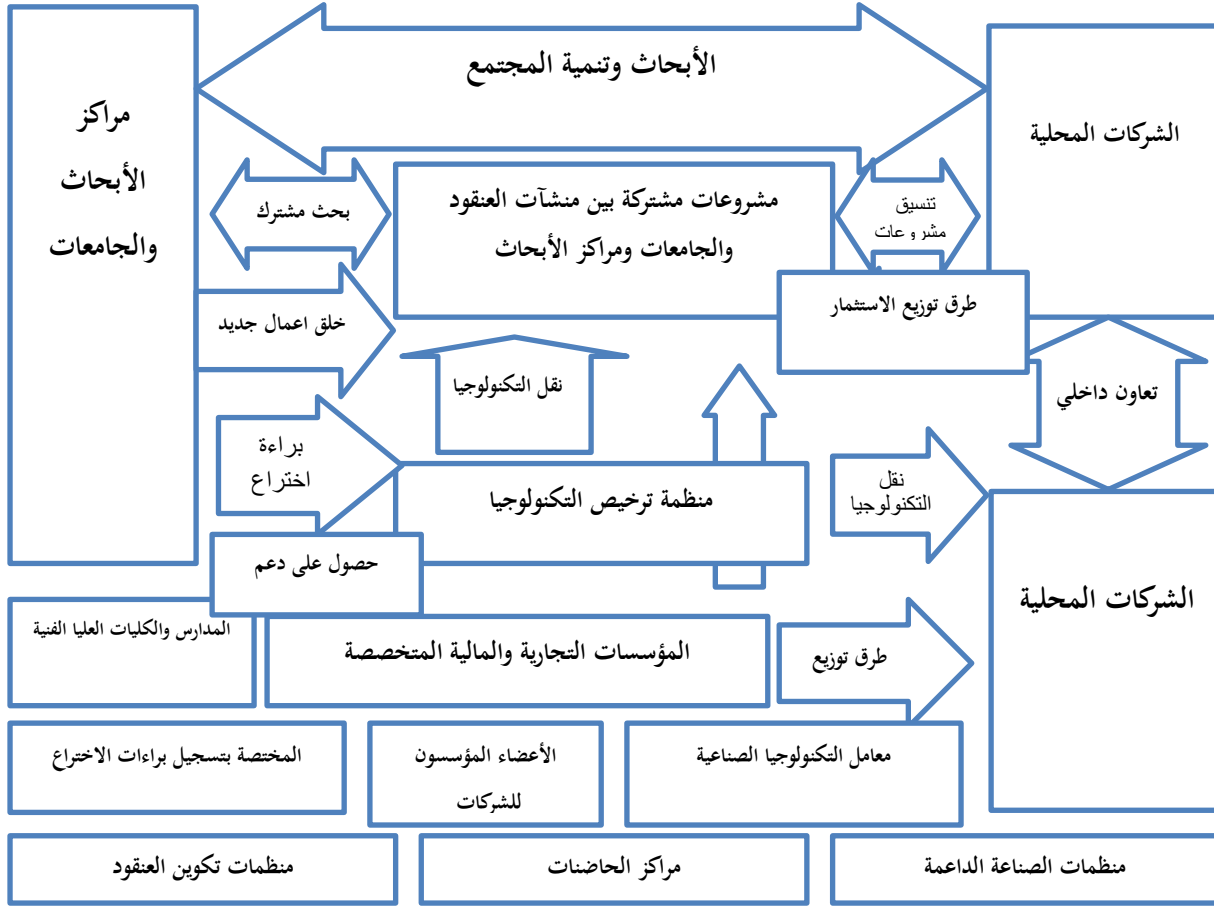 الأبحاث وتنمية المجتمع
الشركات المحلية
مراكز
الأبحاث
والجامعات
تنسيق
مشروعات
مشروعات مشتركة بين منشآت العنقود
والجامعات ومراكز الأبحاث
بحث مشترك
طرق توزيع الاستثمار
خلق اعمال جديد
تعاون داخلي
نقل التكنولوجيا
براءة
اختراع
منظمة ترخيص التكنولوجيا
نقل
التكنولوجيا
حصول على دعم
الشركات المحلية
المدارس والكليات العليا الفنية
المؤسسات التجارية والمالية المتخصصة
طرق توزيع
معامل التكنولوجيا الصناعية
الأعضاء المؤسسون
للشركات
المختصة بتسجيل براءات الاختراع
منظمات الصناعة الداعمة
مراكز الحاضنات
منظمات تكوين العنقود